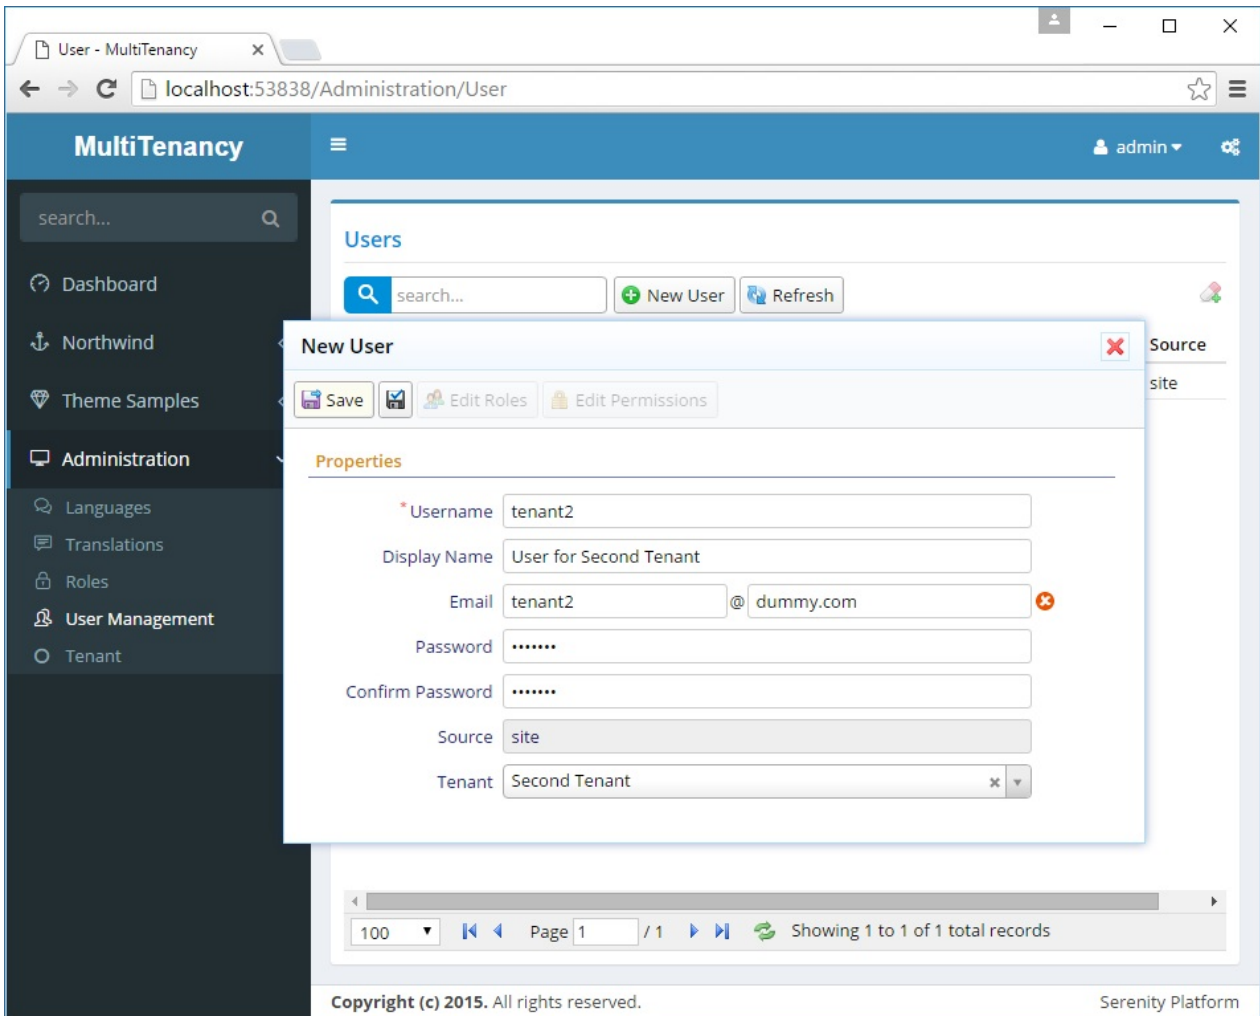 User - MultiTenancy
localhost:53838/Administration/User
MultiTenancy
admin
search...
Dashboard
Northwind
Theme Samples
Administration
Languages
Translations
Roles
User Management
Tenant
Users
search...
New User
Refresh
Source
site
New User
Save
Edit Roles
Edit Permissions
Properties
* Username tenant2
Display Name User for Second Tenant
Email tenant2 @ dummy.com
Password •••••••
Confirm Password •••••••
Source site
Tenant Second Tenant
100 Page 1 / 1 Showing 1 to 1 of 1 total records
Copyright (c) 2015. All rights reserved. Serenity Platform